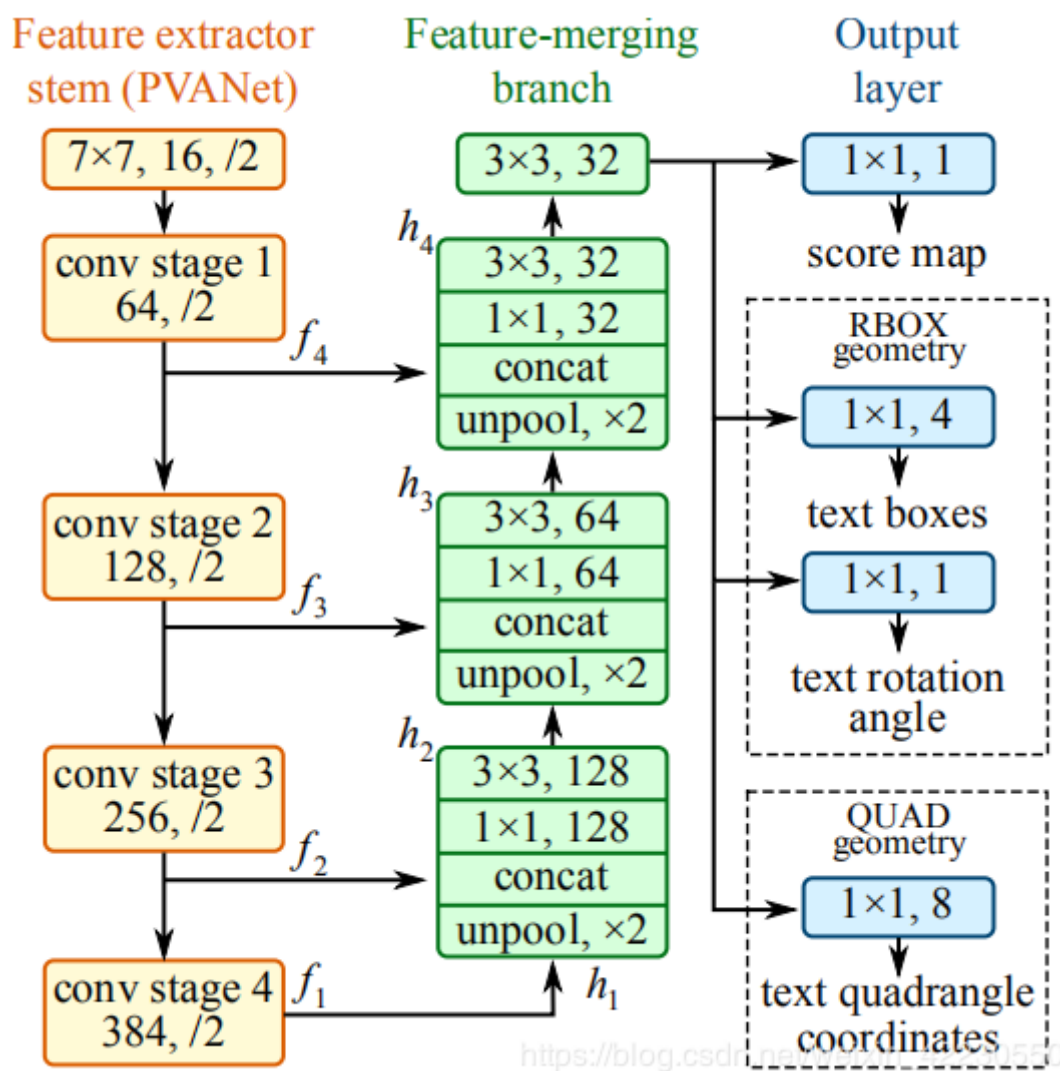 Feature extractor
stem (PVANet)
7×7, 16, /2
conv stage 1
64, /2
f4
conv stage 2
128, /2
f3
conv stage 3
256, /2
f2
conv stage 4
384, /2
f1
Feature-merging
branch
3×3, 32
h4
3×3, 32
1×1, 32
concat
unpool, ×2
h3
3×3, 64
1×1, 64
concat
unpool, ×2
h2
3×3, 128
1×1, 128
concat
unpool, ×2
h1
Output
layer
1×1, 1
score map
RBOX
geometry
1×1, 4
text boxes
1×1, 1
text rotation
angle
QUAD
geometry
1×1, 8
text quadrangle
coordinates